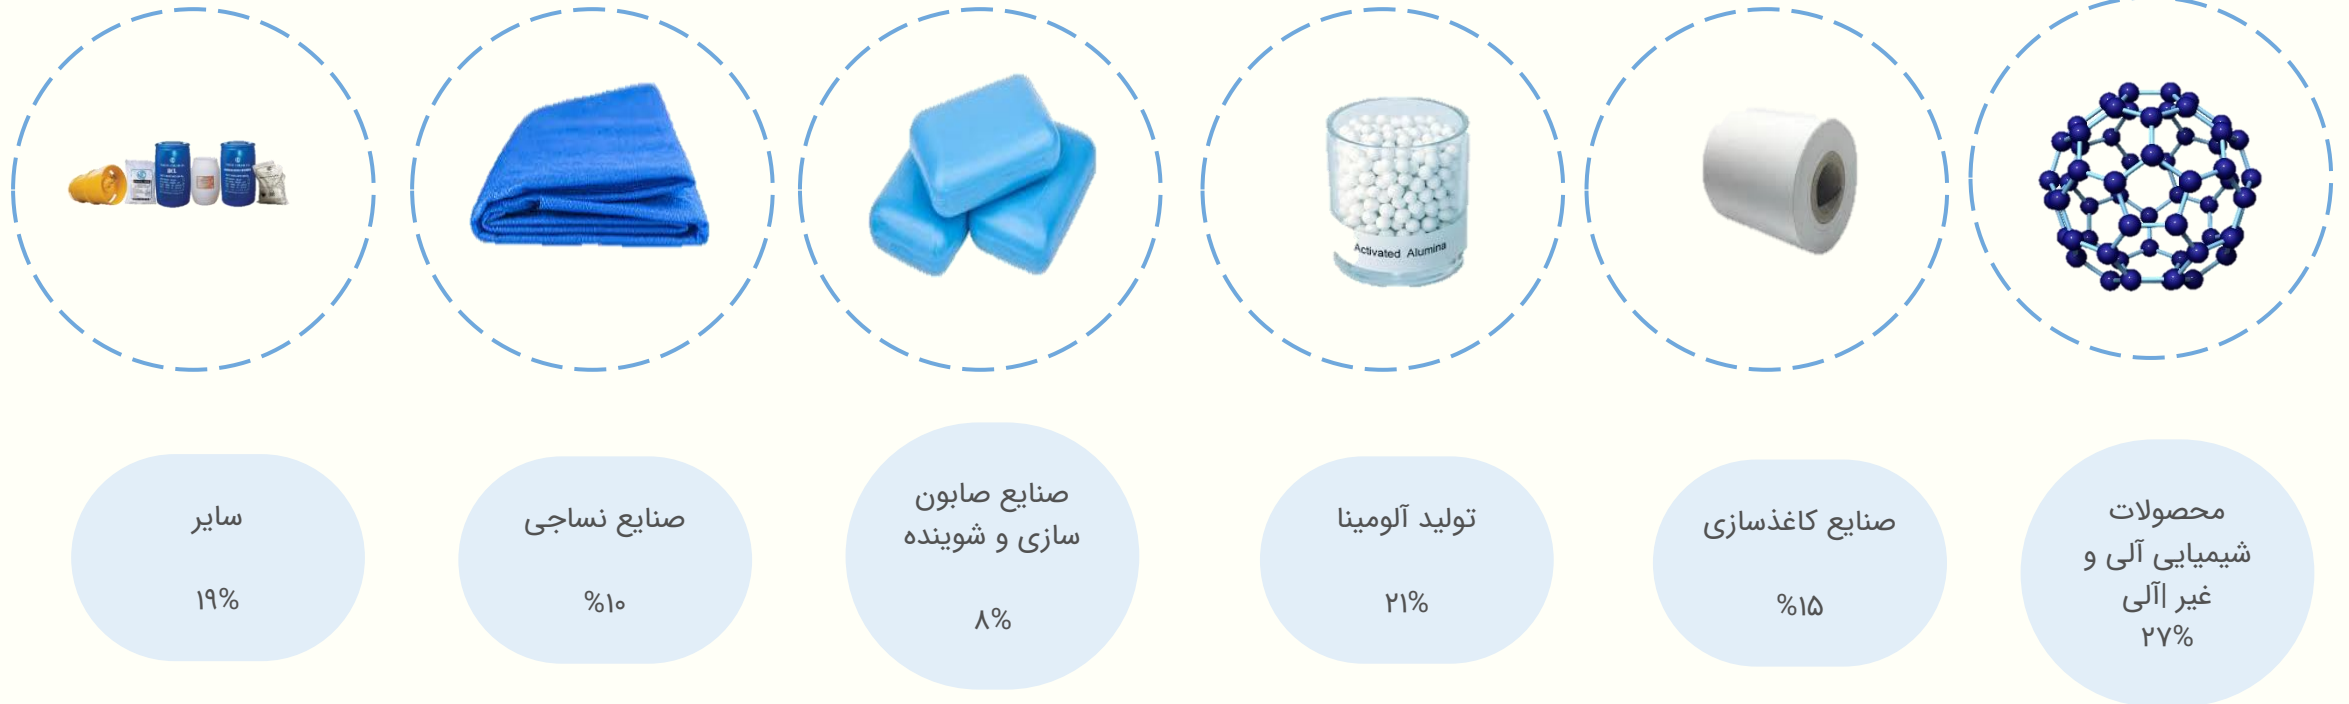 محصولات
شیمیایی آلی و
غیر |آلی
۲۷%
صنایع کاغذسازی
%۱۵
تولید آلومینا
۲۱%
Activated Alumina
صنایع صابون
سازی و شوینده
۸%
صنایع نساجی
%۱۰
سایر
۱۹%